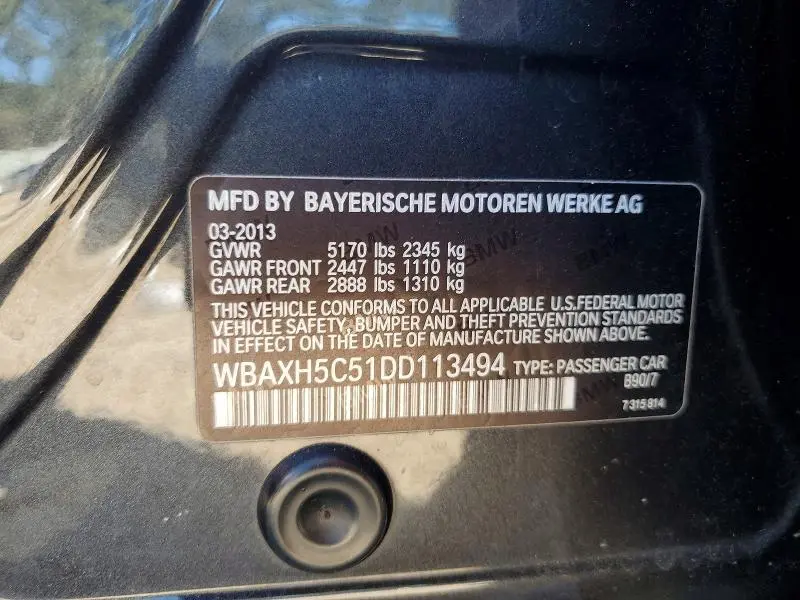 MFD BY BAYERISCHE MOTOREN WERKE AG
03-2013
GVWR 5170 lbs 2345 kg
GAWR FRONT 2447 lbs 1110 kg
GAWR REAR 2888 lbs 1310 kg
THIS VEHICLE CONFORMS TO ALL APPLICABLE U.S.FEDERAL MOTOR
VEHICLE SAFETY, BUMPER AND THEFT PREVENTION STANDARDS
IN EFFECT ON THE DATE OF MANUFACTURE SHOWN ABOVE.
WBAXH5C51DD113494 TYPE: PASSENGER CAR
B90/7
7 315 814
BMW
BMW
BMW